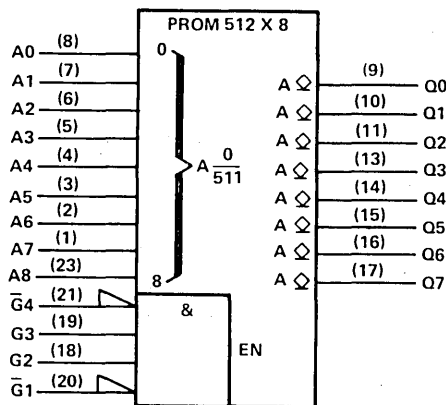 PROM 512 X 8
A0 (8) 0
A1 (7)
A2 (6)
A3 (5)
A4 (4)
A5 (3)
A6 (2)
A7 (1)
A8 (23) 8
A 0/511
G̅4 (21)
G3 (19)
G2 (18)
G̅1 (20)
&
EN
A (9) Q0
A (10) Q1
A (11) Q2
A (13) Q3
A (14) Q4
A (15) Q5
A (16) Q6
A (17) Q7